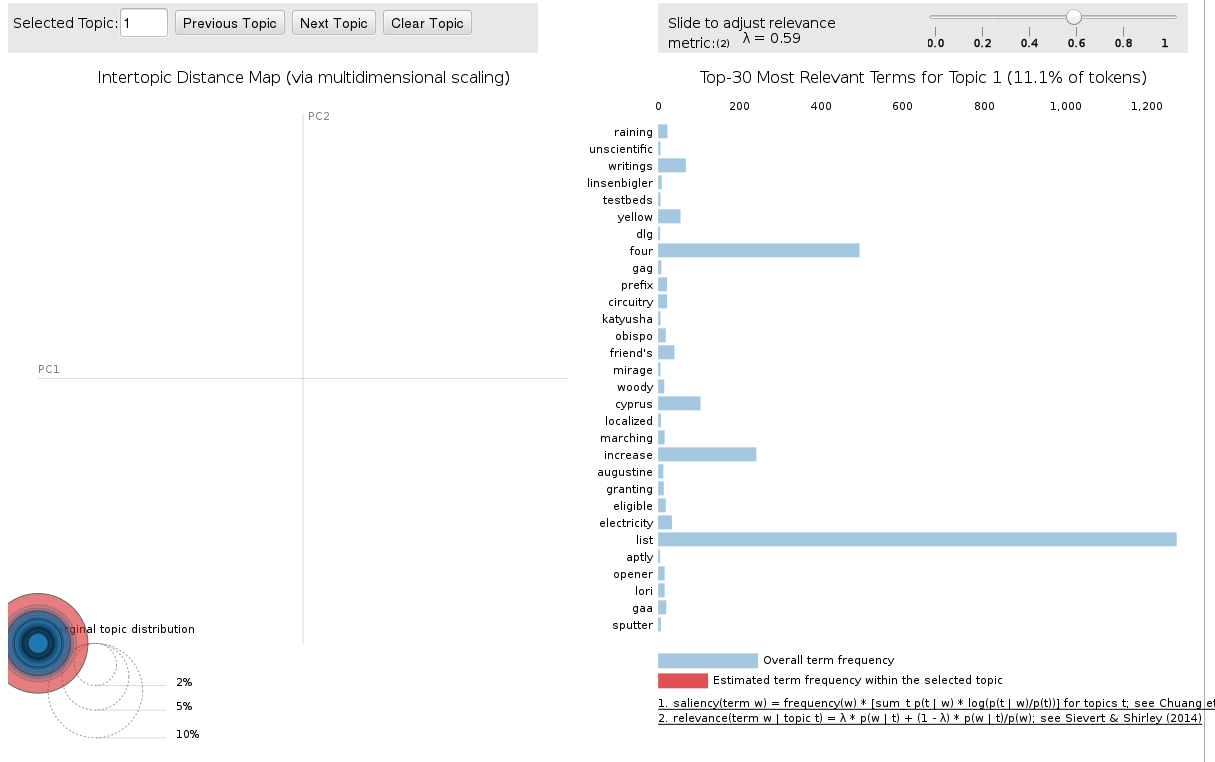 Selected Topic: 1 Previous Topic Next Topic Clear Topic
Slide to adjust relevance
metric:(2) λ = 0.59
0.0 0.2 0.4 0.6 0.8 1
Intertopic Distance Map (via multidimensional scaling)
PC2
PC1
rginal topic distribution
2%
5%
10%
Top-30 Most Relevant Terms for Topic 1 (11.1% of tokens)
0 200 400 600 800 1,000 1,200
raining
unscientific
writings
linsenbigler
testbeds
yellow
dlg
four
gag
prefix
circuitry
katyusha
obispo
friend's
mirage
woody
cyprus
localized
marching
increase
augustine
granting
eligible
electricity
list
aptly
opener
lori
gaa
sputter
Overall term frequency
Estimated term frequency within the selected topic
1. saliency(term w) = frequency(w) * [sum_t p(t | w) * log(p(t | w)/p(t))] for topics t; see Chuang et
2. relevance(term w | topic t) = λ * p(w | t) + (1 - λ) * p(w | t)/p(w); see Sievert & Shirley (2014)